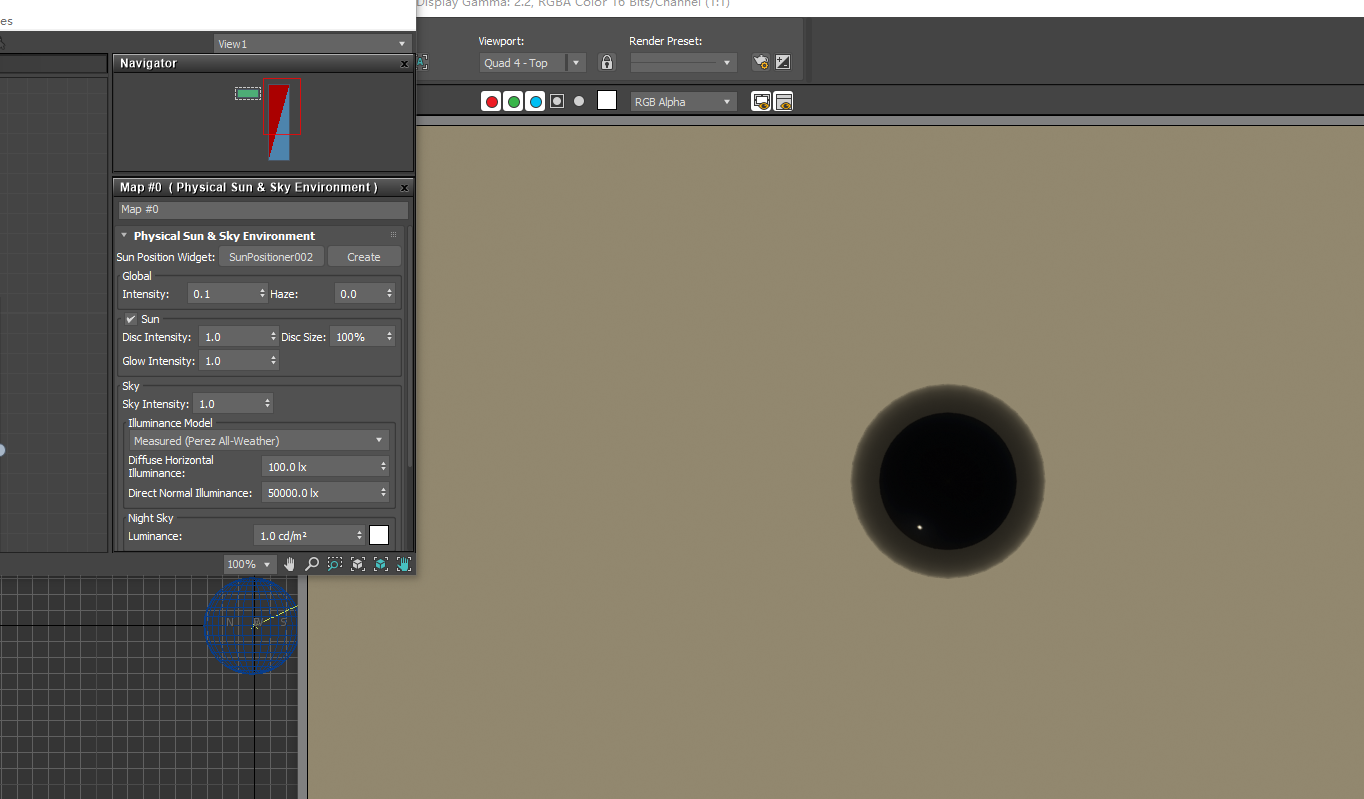 Display Gamma: 2.2, RGBA Color 16 Bits/Channel (1:1)
es
View1
Viewport:
Render Preset:
Quad 4 - Top
Navigator
RGB Alpha
Map #0 ( Physical Sun & Sky Environment )
Map #0
Physical Sun & Sky Environment
Sun Position Widget: SunPositioner002 Create
Global
Intensity: 0.1 Haze: 0.0
Sun
Disc Intensity: 1.0 Disc Size: 100%
Glow Intensity: 1.0
Sky
Sky Intensity: 1.0
Illuminance Model
Measured (Perez All-Weather)
Diffuse Horizontal
Illuminance: 100.0 lx
Direct Normal Illuminance: 50000.0 lx
Night Sky
Luminance: 1.0 cd/m²
100%
N S